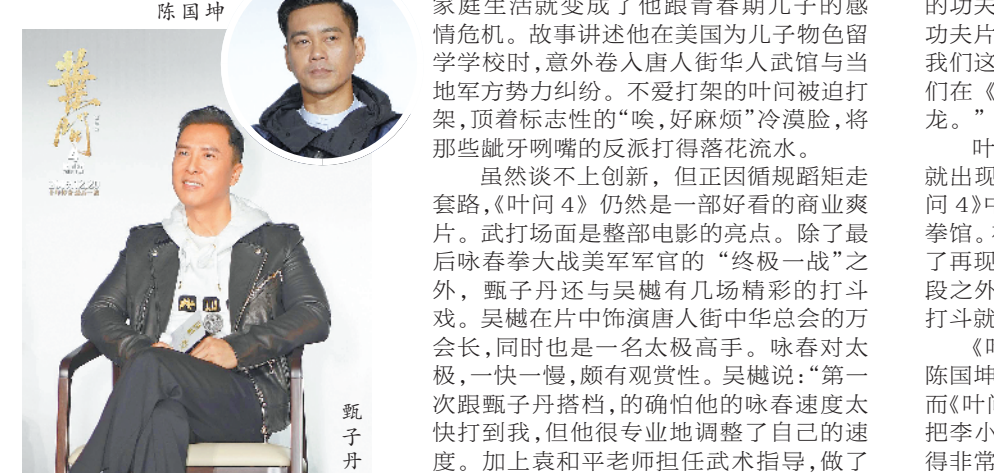 陈国坤
葉問
4
2019.12.20
甄子丹
家庭生活就变成了他跟青春期儿子的感
情危机。故事讲述他在美国为儿子物色留
学学校时,意外卷入唐人街华人武馆与当
地军方势力纠纷。不爱打架的叶问被迫打
架,顶着标志性的“唉,好麻烦”冷漠脸,将
那些龇牙咧嘴的反派打得落花流水。
虽然谈不上创新，但正因循规蹈矩走
套路,《叶问4》仍然是一部好看的商业爽
片。武打场面是整部电影的亮点。除了最
后咏春拳大战美军军官的“终极一战”之
外，甄子丹还与吴樾有几场精彩的打斗
戏。吴樾在片中饰演唐人街中华总会的万
会长,同时也是一名太极高手。咏春对太
极,一快一慢,颇有观赏性。吴樾说:“第一
次跟甄子丹搭档,的确怕他的咏春速度太
快打到我,但他很专业地调整了自己的速
度。加上袁和平老师担任武术指导,做了
的功夫
功夫片
我们这
们在《
龙。”
叶
就出现
问4》中
拳馆。
了再现
段之外
打斗就
《叶
陈国坤
而《叶问
把李小
得非常